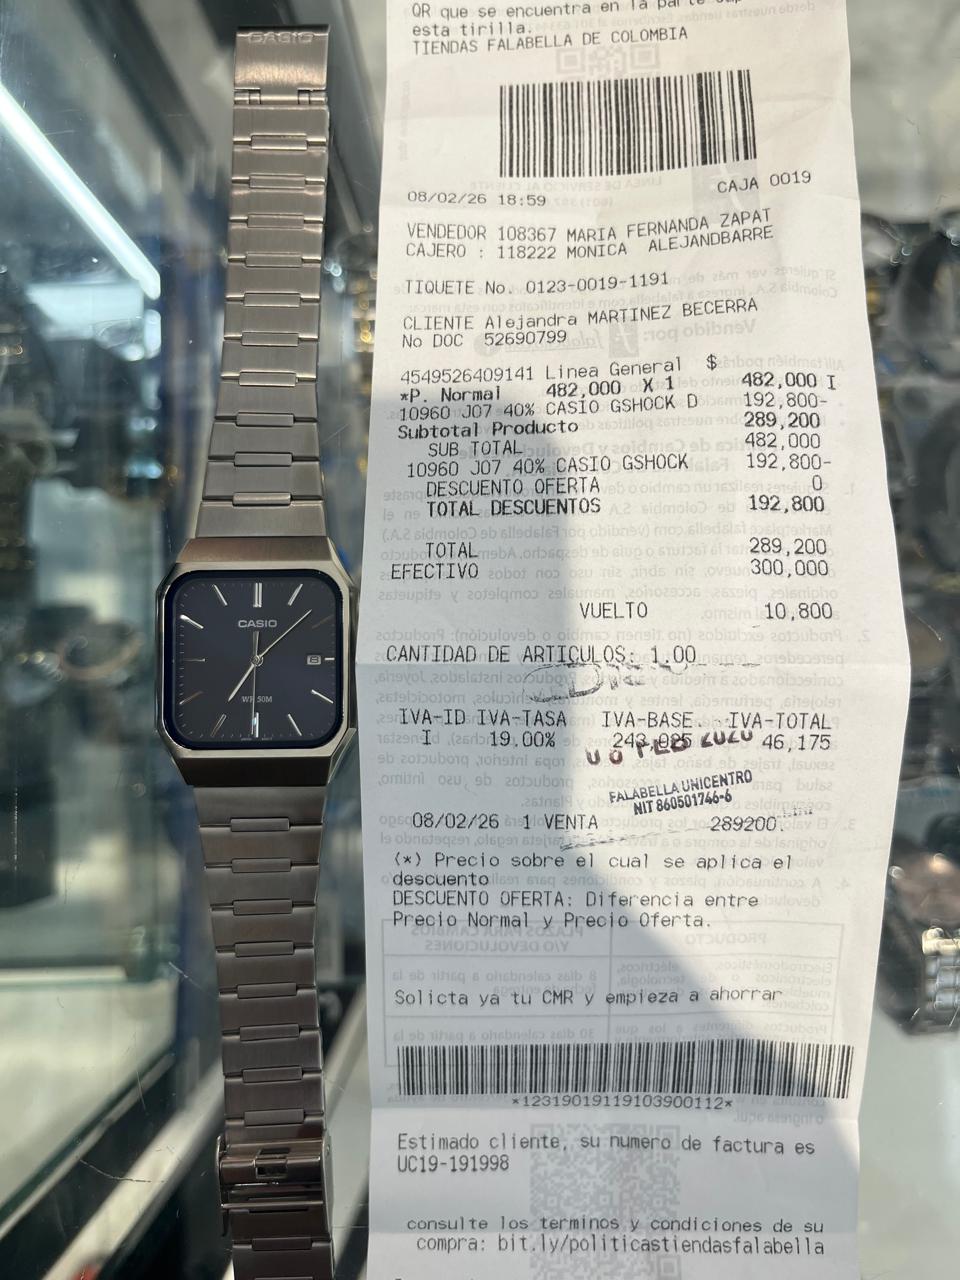 CASIO
CASIO
WR 50M
8
QR que se encuentra en la parte
esta tirilla.
TIENDAS FALABELLA DE COLOMBIA
08/02/26 18:59 CAJA 0019
VENDEDOR 108367 MARIA FERNANDA ZAPAT
CAJERO : 118222 MONICA ALEJANDBARRE
TIQUETE No. 0123-0019-1191
CLIENTE Alejandra MARTINEZ BECERRA
No DOC 52690799
4549526409141 Linea General $
*P. Normal 482,000 X 1 482,000 I
10960 J07 40% CASIO GSHOCK D 192,800-
Subtotal Producto 289,200
SUB TOTAL 482,000
10960 J07 40% CASIO GSHOCK 192,800-
DESCUENTO OFERTA 0
TOTAL DESCUENTOS 192,800
TOTAL 289,200
EFECTIVO 300,000
VUELTO 10,800
CANTIDAD DE ARTICULOS: 1.00
IVA-ID IVA-TASA IVA-BASE. IVA-TOTAL
I 19.00% 243,025 46,175
FALABELLA UNICENTRO
NIT 860501746-6
08/02/26 1 VENTA 289200.
(*) Precio sobre el cual se aplica el
descuento
DESCUENTO OFERTA: Diferencia entre
Precio Normal y Precio Oferta.
Solicta ya tu CMR y empieza a ahorrar
*12319019119103900112*
Estimado cliente, su numero de factura es
UC19-191998
consulte los terminos y condiciones de su
compra: bit.ly/politicastiendasfalabella